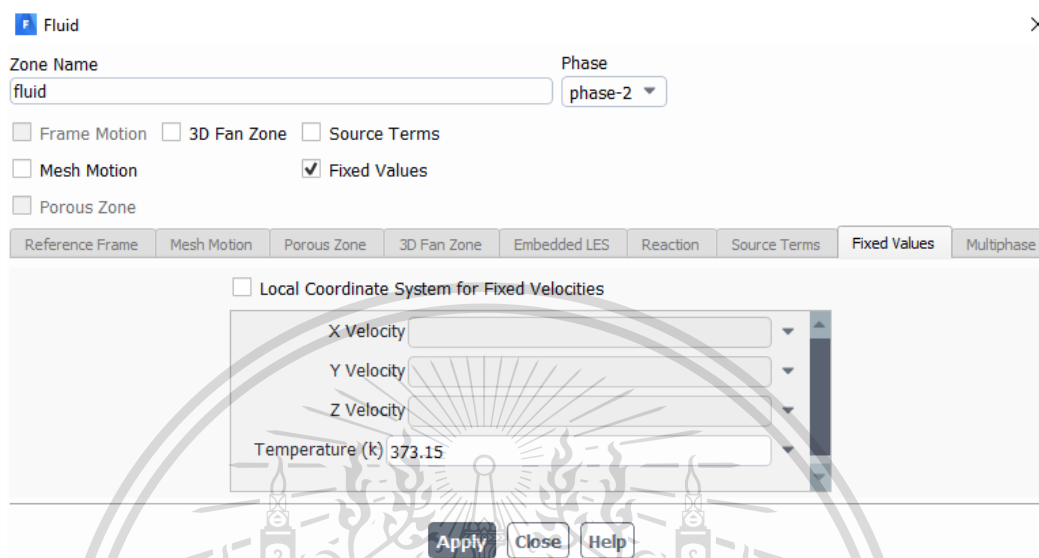 F Fluid
Zone Name Phase
fluid phase-2
Frame Motion 3D Fan Zone Source Terms
Mesh Motion Fixed Values
Porous Zone
Reference Frame Mesh Motion Porous Zone 3D Fan Zone Embedded LES Reaction Source Terms Fixed Values Multiphase
Local Coordinate System for Fixed Velocities
X Velocity
Y Velocity
Z Velocity
Temperature (k) 373.15
Apply Close Help